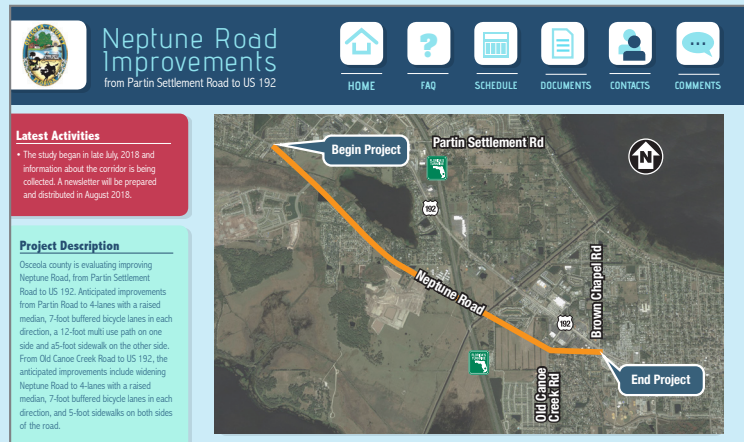 Neptune Road
Improvements
from Partin Settlement Road to US 192
HOME
FAQ
SCHEDULE
DOCUMENTS
CONTACTS
COMMENTS
Latest Activities
• The study began in late July, 2018 and
information about the corridor is being
collected. A newsletter will be prepared
and distributed in August 2018.
Project Description
Osceola county is evaluating improving
Neptune Road, from Partin Settlement
Road to US 192. Anticipated improvements
from Partin Road to 4-lanes with a raised
median, 7-foot buffered bicycle lanes in each
direction, a 12-foot multi use path on one
side and a5-foot sidewalk on the other side.
From Old Canoe Creek Road to US 192, the
anticipated improvements include widening
Neptune Road to 4-lanes with a raised
median, 7-foot buffered bicycle lanes in each
direction, and 5-foot sidewalks on both sides
of the road.
Begin Project
Partin Settlement Rd
N
192
Neptune Road
192
Brown Chapel Rd
Old Canoe
Creek Rd
End Project